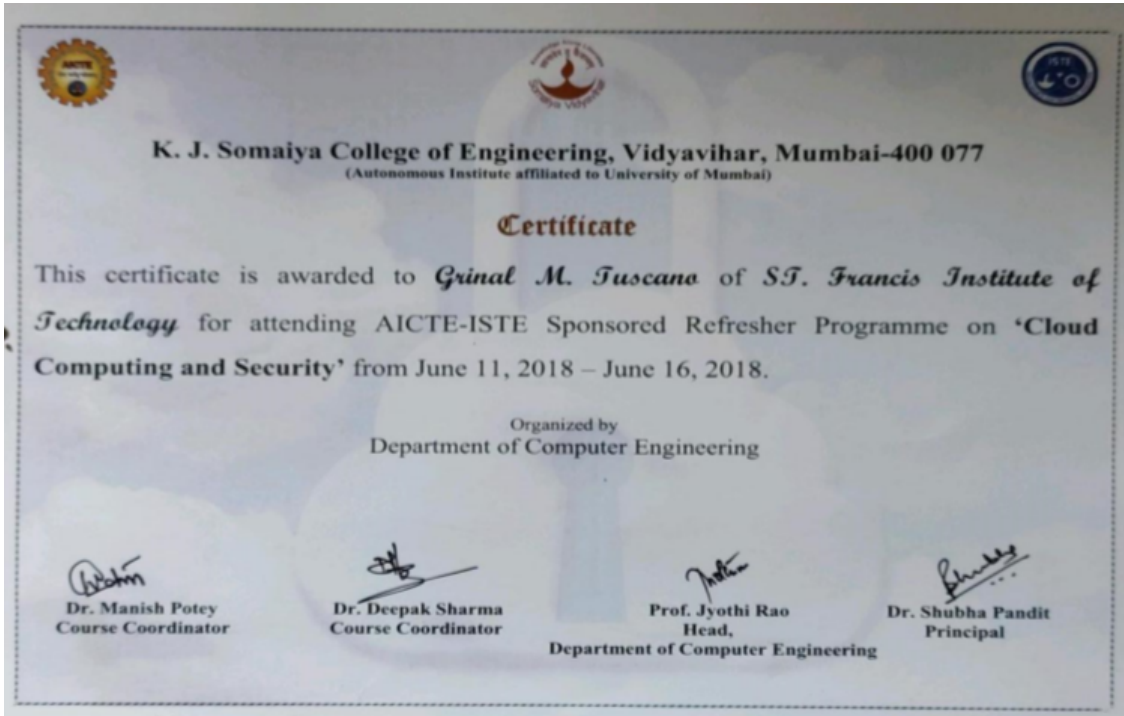 AICTE
ISTE
Somaiya Vidyavihar
K. J. Somaiya College of Engineering, Vidyavihar, Mumbai-400 077
(Autonomous Institute affiliated to University of Mumbai)
Certificate
This certificate is awarded to Grinal M. Tuscano of ST. Francis Institute of
Technology for attending AICTE-ISTE Sponsored Refresher Programme on ‘Cloud
Computing and Security’ from June 11, 2018 – June 16, 2018.
Organized by
Department of Computer Engineering
Dr. Manish Potey
Course Coordinator
Dr. Deepak Sharma
Course Coordinator
Prof. Jyothi Rao
Head,
Department of Computer Engineering
Dr. Shubha Pandit
Principal